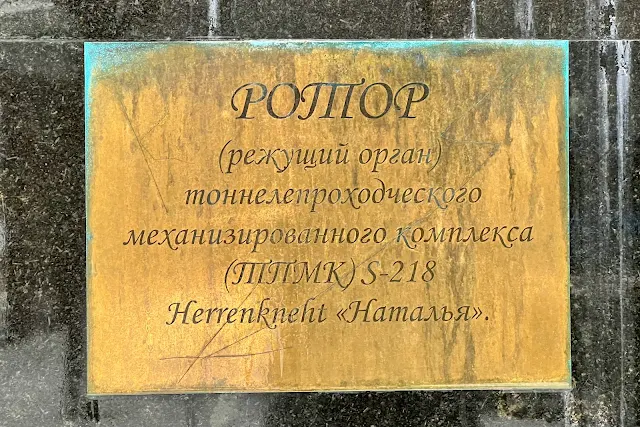 РОТОР
(режущий орган)
тоннелепроходческого
механизированного комплекса
(ТПМК) S-218
Herrenkneht «Наталья».